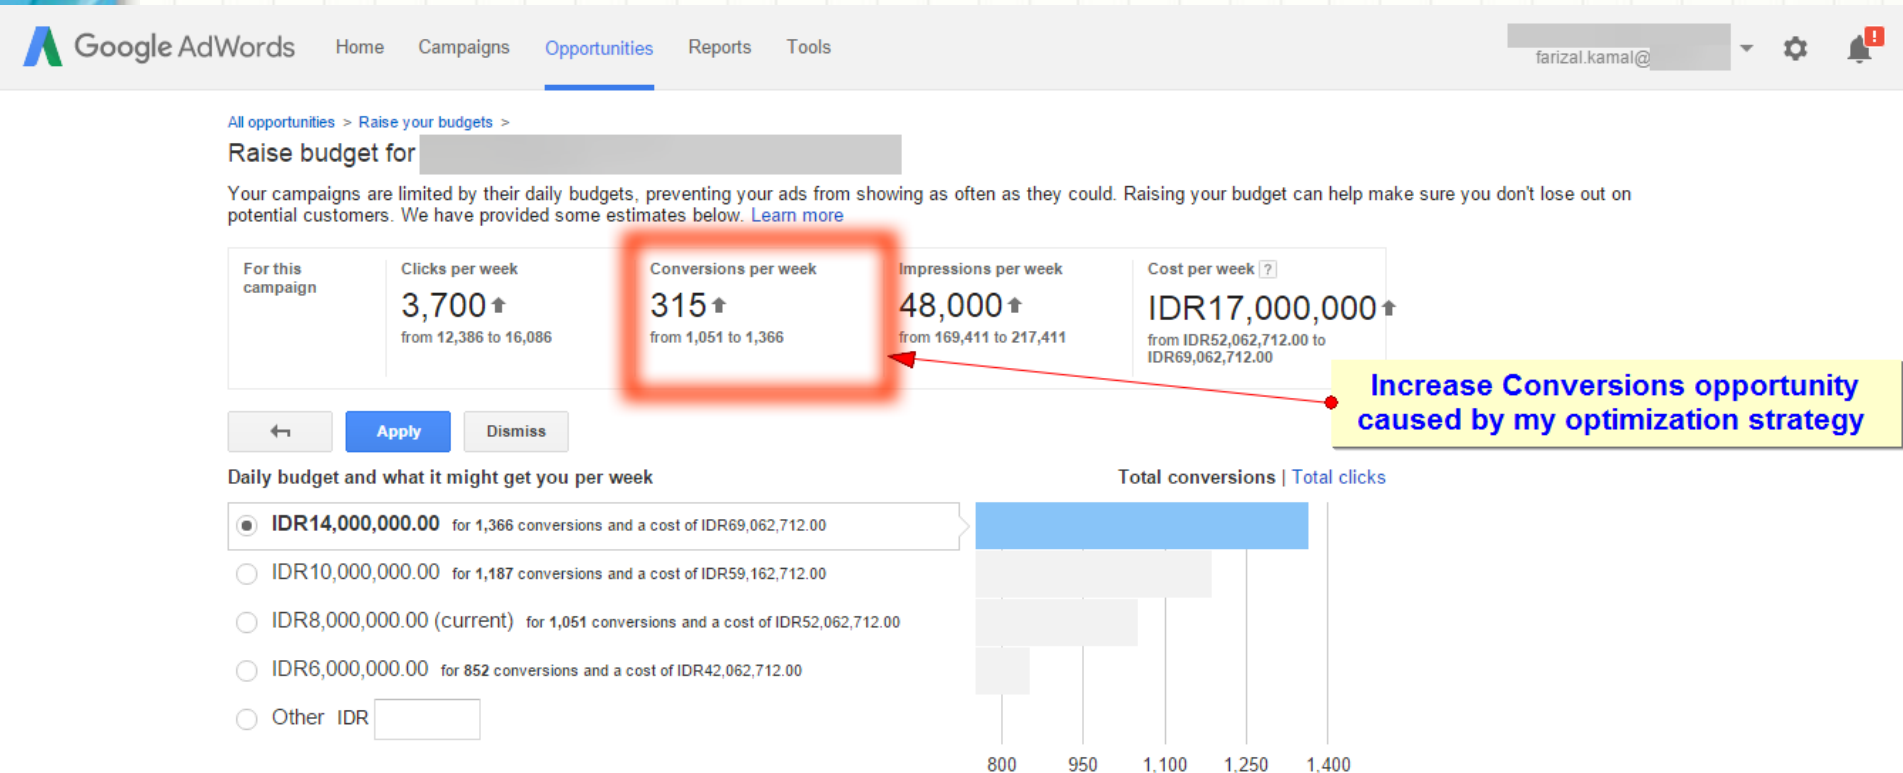 Google AdWords Home Campaigns Opportunities Reports Tools
farizal.kamal@
!
All opportunities > Raise your budgets >
Raise budget for
Your campaigns are limited by their daily budgets, preventing your ads from showing as often as they could. Raising your budget can help make sure you don't lose out on
potential customers. We have provided some estimates below. Learn more
For this
campaign
Clicks per week
3,700
from 12,386 to 16,086
Conversions per week
315
from 1,051 to 1,366
Impressions per week
48,000
from 169,411 to 217,411
Cost per week ?
IDR17,000,000
from IDR52,062,712.00 to
IDR69,062,712.00
Increase Conversions opportunity
caused by my optimization strategy
Apply Dismiss
Daily budget and what it might get you per week
Total conversions | Total clicks
IDR14,000,000.00 for 1,366 conversions and a cost of IDR69,062,712.00
IDR10,000,000.00 for 1,187 conversions and a cost of IDR59,162,712.00
IDR8,000,000.00 (current) for 1,051 conversions and a cost of IDR52,062,712.00
IDR6,000,000.00 for 852 conversions and a cost of IDR42,062,712.00
Other IDR
800 950 1,100 1,250 1,400